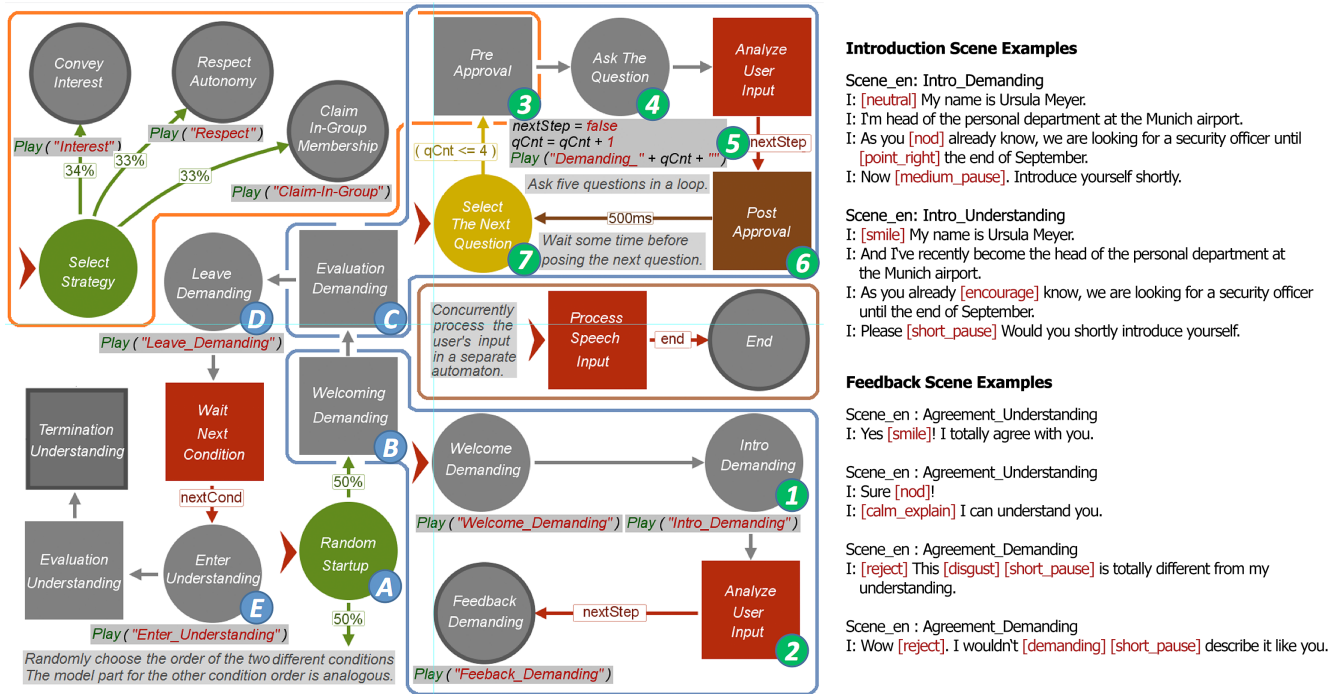 Convey
Interest
Play ("Interest")
34%
Respect
Autonomy
Play ("Respect")
33%
Claim
In-Group
Membership
33%
Play ("Claim-In-Group")
Select
Strategy
Pre
Approval
3
Ask The
Question
4
Analyze
User
Input
5
nextStep = false
qCnt = qCnt + 1
Play ("Demanding_" + qCnt + "")
nextStep
( qCnt <= 4 )
Ask five questions in a loop.
Select
The Next
Question
7
500ms
Wait some time before
posing the next question.
Post
Approval
6
Leave
Demanding
D
Play ("Leave_Demanding")
Evaluation
Demanding
C
Concurrently
process the
user's input
in a separate
automaton.
Process
Speech
Input
end
End
Welcoming
Demanding
B
Wait
Next
Condition
nextCond
Termination
Understanding
Evaluation
Understanding
Enter
Understanding
E
Play ("Enter_Understanding")
50%
Random
Startup
A
50%
Randomly choose the order of the two different conditions
The model part for the other condition order is analogous.
Welcome
Demanding
Play ("Welcome_Demanding")
Intro
Demanding
1
Play ("Intro_Demanding")
Analyze
User
Input
2
nextStep
Feedback
Demanding
Play ("Feeback_Demanding")
Introduction Scene Examples
Scene_en: Intro_Demanding
I: [neutral] My name is Ursula Meyer.
I: I'm head of the personal department at the Munich airport.
I: As you [nod] already know, we are looking for a security officer until
[point_right] the end of September.
I: Now [medium_pause]. Introduce yourself shortly.
Scene_en: Intro_Understanding
I: [smile] My name is Ursula Meyer.
I: And I've recently become the head of the personal department at
the Munich airport.
I: As you already [encourage] know, we are looking for a security officer
until the end of September.
I: Please [short_pause] Would you shortly introduce yourself.
Feedback Scene Examples
Scene_en : Agreement_Understanding
I: Yes [smile]! I totally agree with you.
Scene_en : Agreement_Understanding
I: Sure [nod]!
I: [calm_explain] I can understand you.
Scene_en : Agreement_Demanding
I: [reject] This [disgust] [short_pause] is totally different from my
understanding.
Scene_en : Agreement_Demanding
I: Wow [reject]. I wouldn't [demanding] [short_pause] describe it like you.